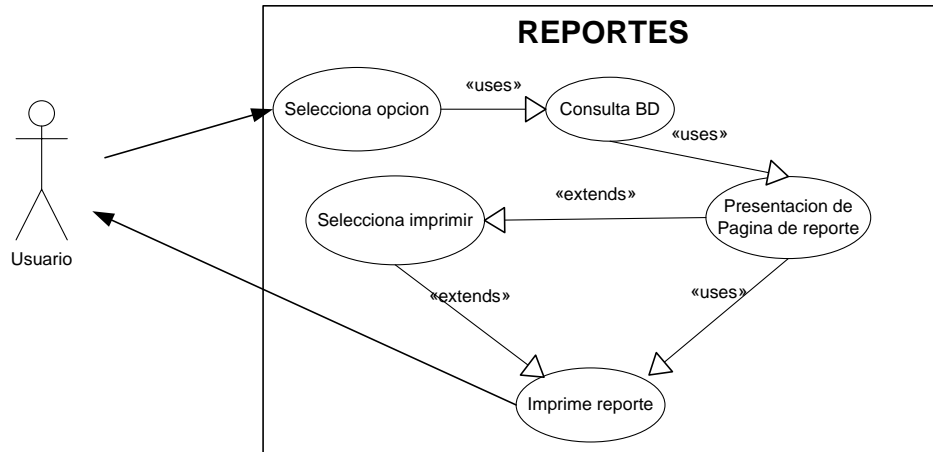 REPORTES
«uses»
Selecciona opcion
Consulta BD
«uses»
«extends»
Selecciona imprimir
Presentacion de
Pagina de reporte
Usuario
«extends»
«uses»
Imprime reporte